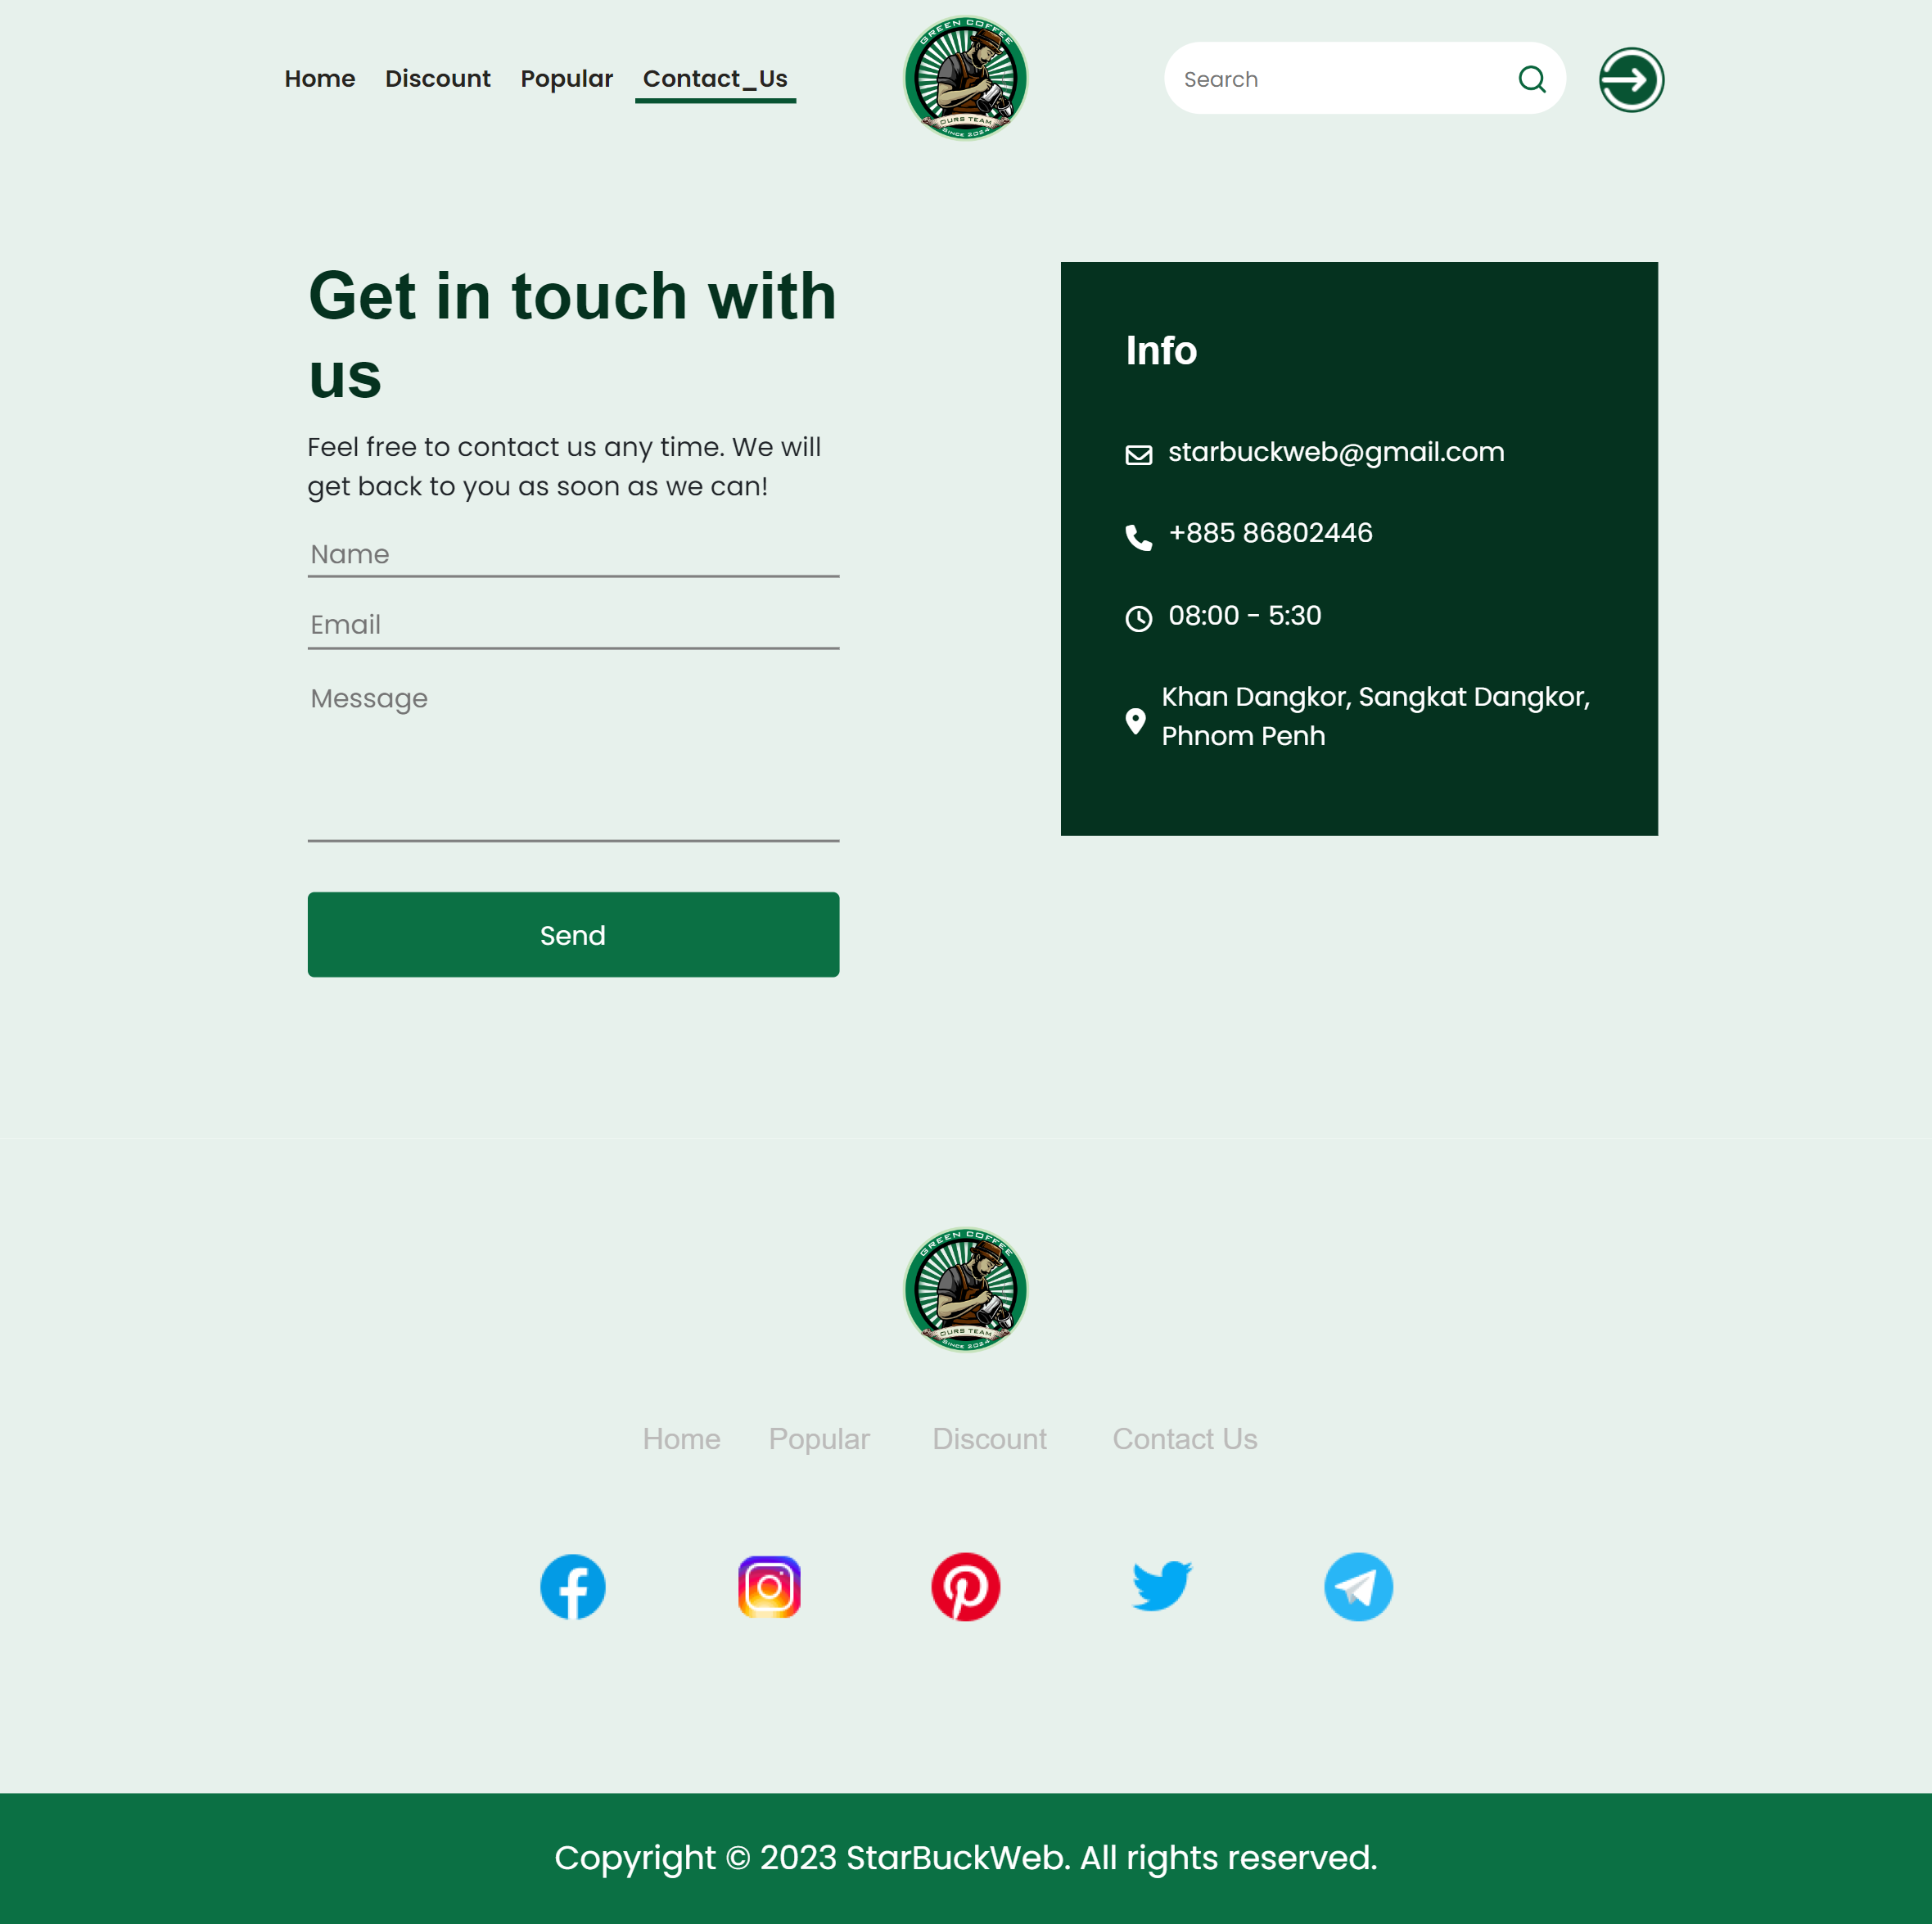 Home Discount Popular Contact_Us
GREEN COFFEE
OURS TEAM
SINCE 2024
Search
Get in touch with
us
Feel free to contact us any time. We will
get back to you as soon as we can!
Name
Email
Message
Send
Info
starbuckweb@gmail.com
+885 86802446
08:00 - 5:30
Khan Dangkor, Sangkat Dangkor,
Phnom Penh
GREEN COFFEE
OURS TEAM
SINCE 2024
Home Popular Discount Contact Us
Copyright © 2023 StarBuckWeb. All rights reserved.